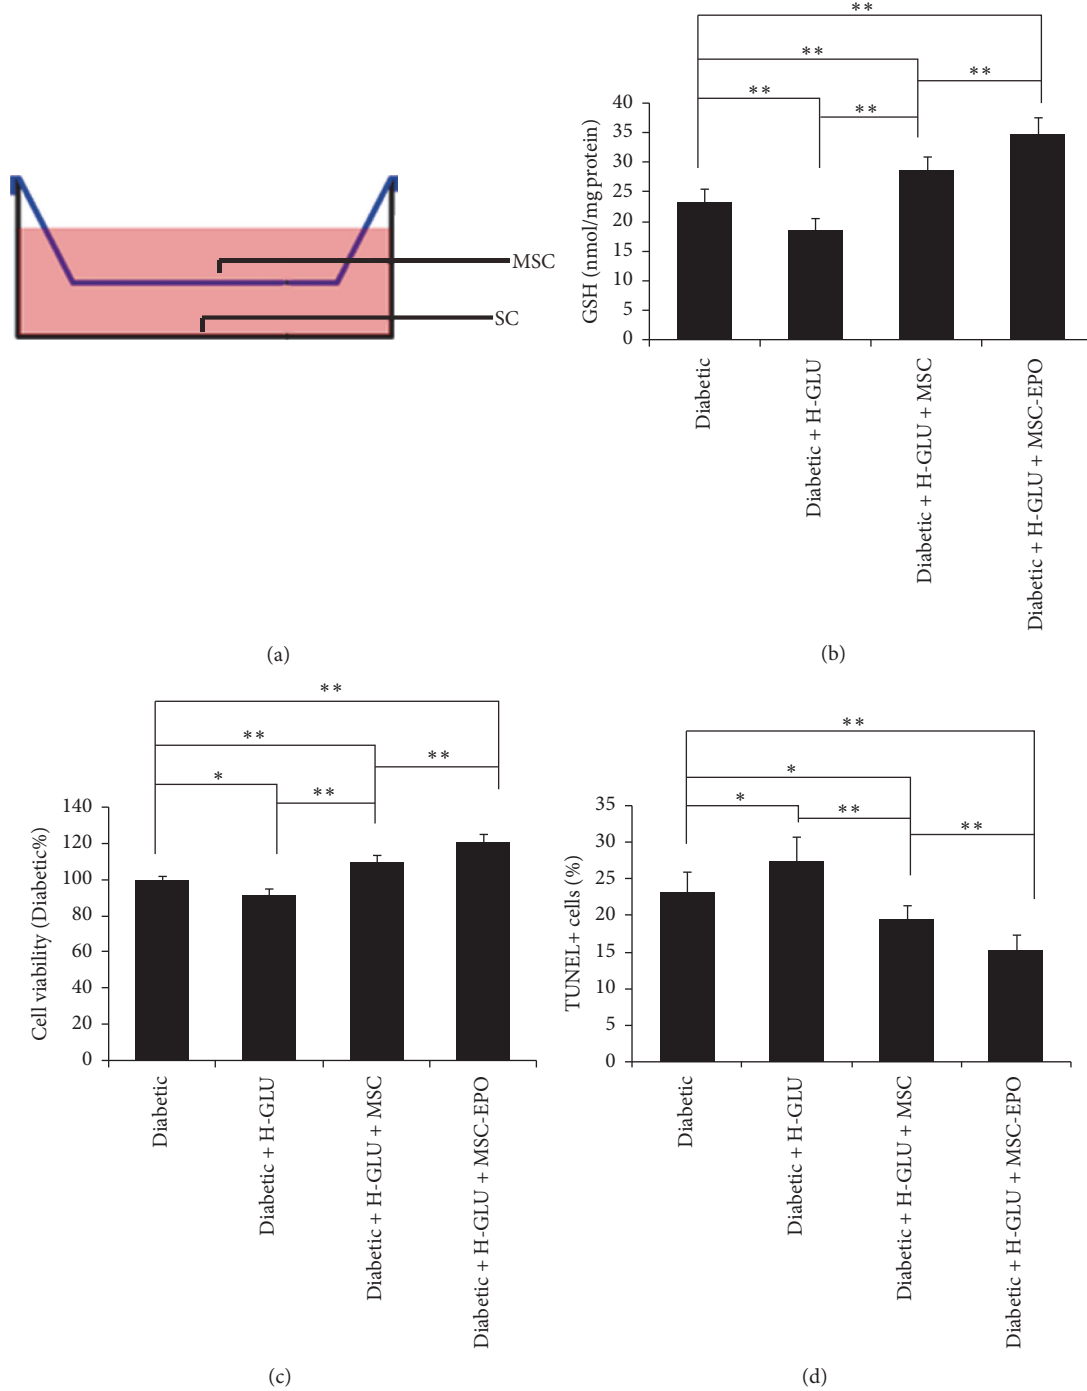 MSC
SC
(a)
**
**
**
**
**
GSH (nmol/mg protein)
40
35
30
25
20
15
10
5
0
Diabetic
Diabetic + H-GLU
Diabetic + H-GLU + MSC
Diabetic + H-GLU + MSC-EPO
(b)
**
**
**
*
**
Cell viability (Diabetic%)
140
120
100
80
60
40
20
0
Diabetic
Diabetic + H-GLU
Diabetic + H-GLU + MSC
Diabetic + H-GLU + MSC-EPO
(c)
**
*
*
**
**
TUNEL+ cells (%)
35
30
25
20
15
10
5
0
Diabetic
Diabetic + H-GLU
Diabetic + H-GLU + MSC
Diabetic + H-GLU + MSC-EPO
(d)